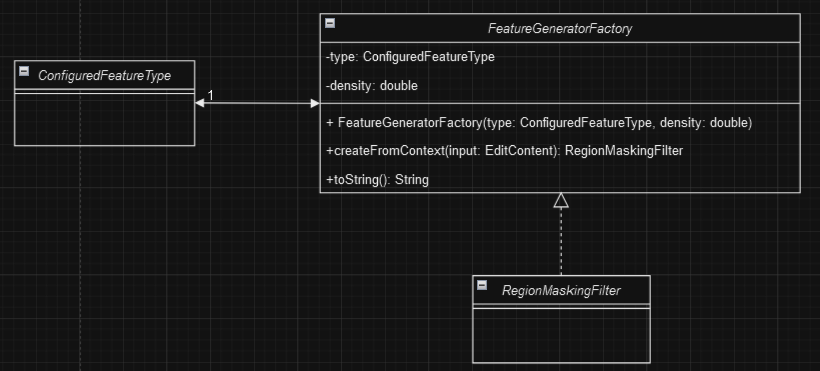 FeatureGeneratorFactory
-type: ConfiguredFeatureType
-density: double
+ FeatureGeneratorFactory(type: ConfiguredFeatureType, density: double)
+createFromContext(input: EditContent): RegionMaskingFilter
+toString(): String
ConfiguredFeatureType
1
RegionMaskingFilter